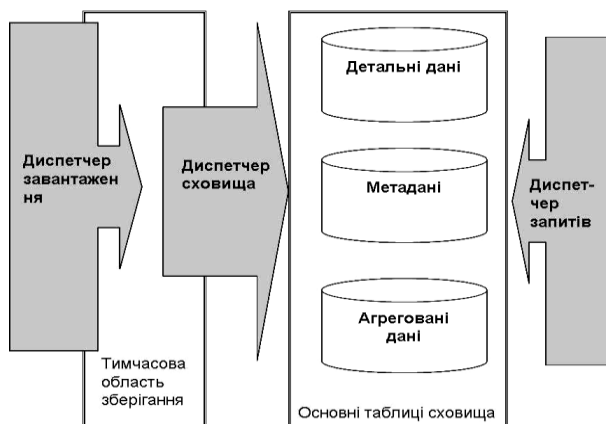 Диспетчер
завантажен
ня
Тимчасова
область
зберігання
Диспетчер
сховища
Детальні дані
Метадані
Агреговані
дані
Основні таблиці сховища
Диспет-
чер
запитів